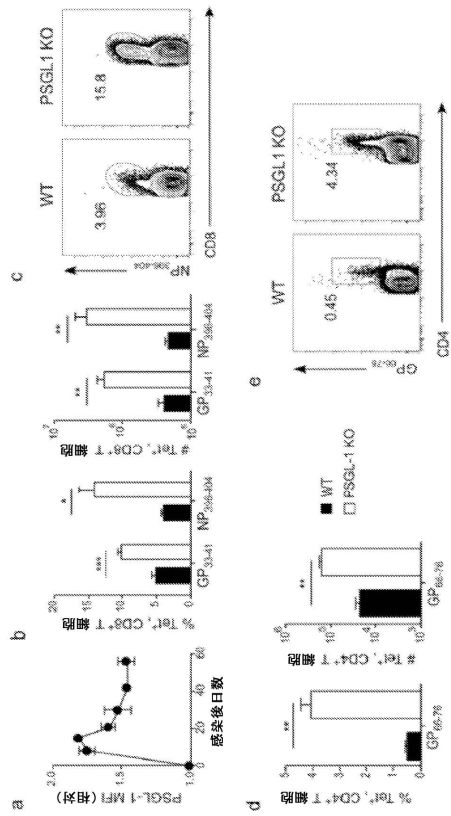 a
PSGL-1 MFI (相対)
2.0
1.5
1.0
0 20 40 60
感染後日数
b
% Tet⁺, CD8⁺ T 細胞
20
15
10
5
0
***
*
GP₃₃₋₄₁ NP₃₉₆₋₄₀₄
# Tet⁺, CD8⁺ T 細胞
10⁷
**
**
GP₃₃₋₄₁ NP₃₉₆₋₄₀₄
c
WT
PSGL1 KO
3.96
15.8
NP₃₉₆₋₄₀₄
CD8
d
% Tet⁺, CD4⁺ T 細胞
5
4
3
2
1
0
**
GP₆₆₋₇₆
# Tet⁺, CD4⁺ T 細胞
10⁴
10³
**
GP₆₆₋₇₆
WT
PSGL-1 KO
e
WT
PSGL1 KO
0.45
4.34
GP₆₆₋₇₆
CD4